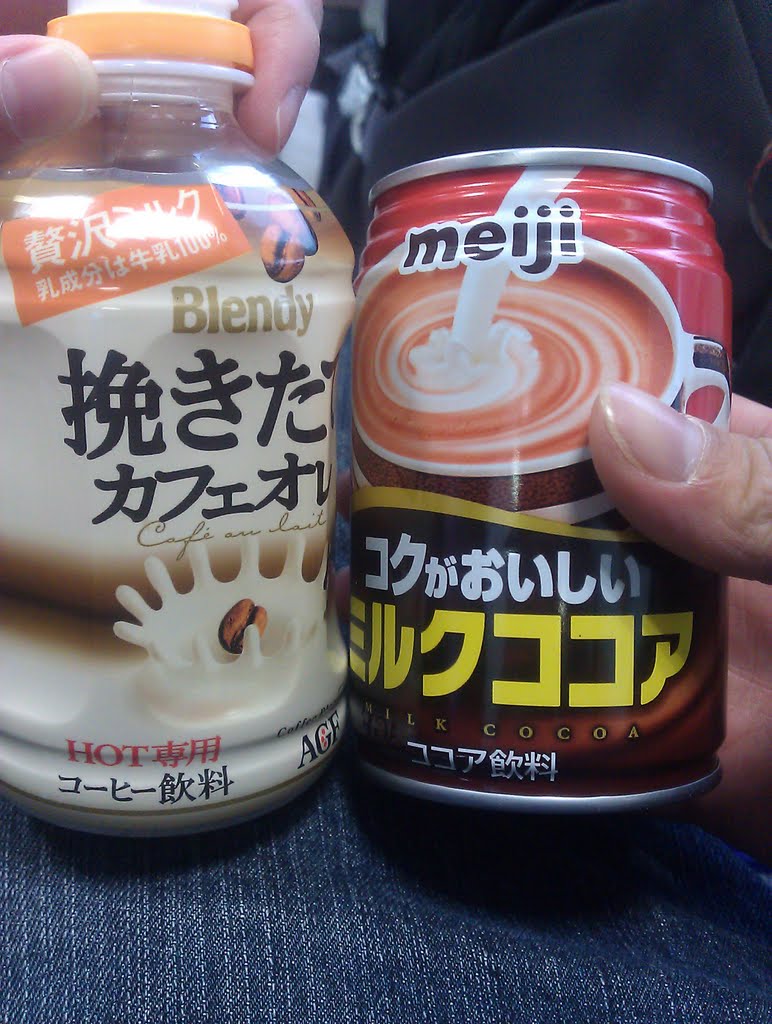 贅沢ミルク
乳成分は牛乳100%
Blendy
挽きたて
カフェオレ
Café au lait
HOT専用
コーヒー飲料
AGF
meiji
コクがおいしい
ミルクココア
MILK COCOA
ココア飲料